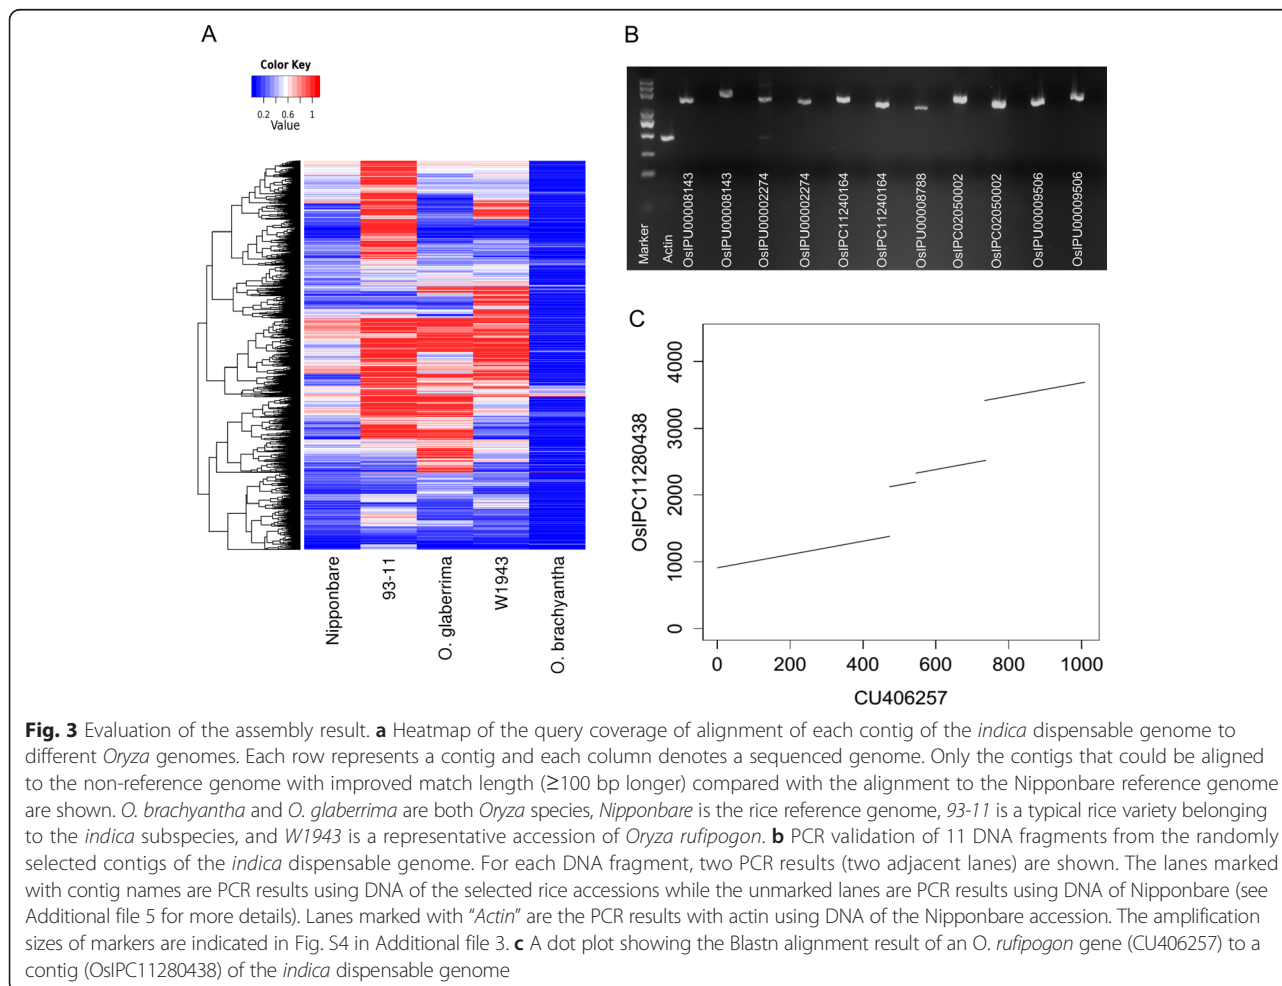 A
Color Key
0.2 0.6 1
Value
Nipponbare
93-11
O. glaberrima
W1943
O. brachyantha
B
Marker
Actin
OsIPU00008143
OsIPU00008143
OsIPU00002274
OsIPU00002274
OsIPC11240164
OsIPC11240164
OsIPU00008788
OsIPC02050002
OsIPC02050002
OsIPU00009506
OsIPU00009506
C
OsIPC11280438
4000
3000
2000
1000
0
0 200 400 600 800 1000
CU406257
Fig. 3 Evaluation of the assembly result. a Heatmap of the query coverage of alignment of each contig of the indica dispensable genome to
different Oryza genomes. Each row represents a contig and each column denotes a sequenced genome. Only the contigs that could be aligned
to the non-reference genome with improved match length (≥100 bp longer) compared with the alignment to the Nipponbare reference genome
are shown. O. brachyantha and O. glaberrima are both Oryza species, Nipponbare is the rice reference genome, 93-11 is a typical rice variety belonging
to the indica subspecies, and W1943 is a representative accession of Oryza rufipogon. b PCR validation of 11 DNA fragments from the randomly
selected contigs of the indica dispensable genome. For each DNA fragment, two PCR results (two adjacent lanes) are shown. The lanes marked
with contig names are PCR results using DNA of the selected rice accessions while the unmarked lanes are PCR results using DNA of Nipponbare (see
Additional file 5 for more details). Lanes marked with “Actin” are the PCR results with actin using DNA of the Nipponbare accession. The amplification
sizes of markers are indicated in Fig. S4 in Additional file 3. c A dot plot showing the Blastn alignment result of an O. rufipogon gene (CU406257) to a
contig (OsIPC11280438) of the indica dispensable genome